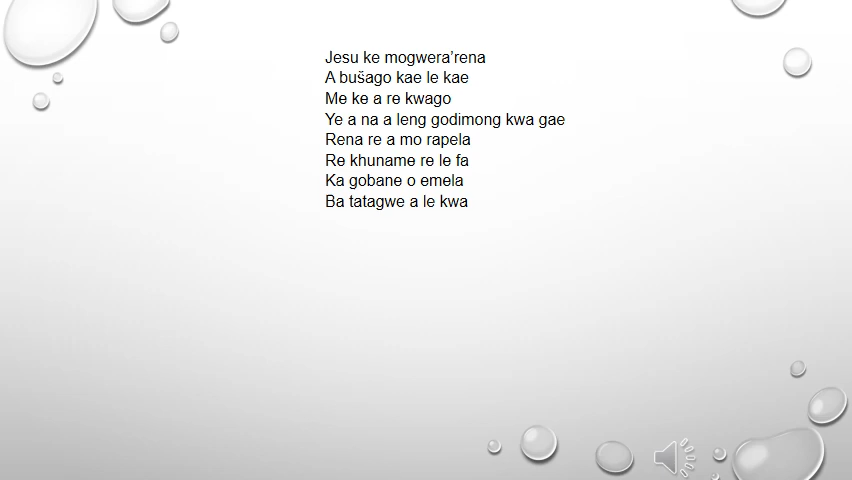 Jesu ke mogwera’rena
A bušago kae le kae
Me ke a re kwago
Ye a na a leng godimong kwa gae
Rena re a mo rapela
Re khuname re le fa
Ka gobane o emela
Ba tatagwe a le kwa